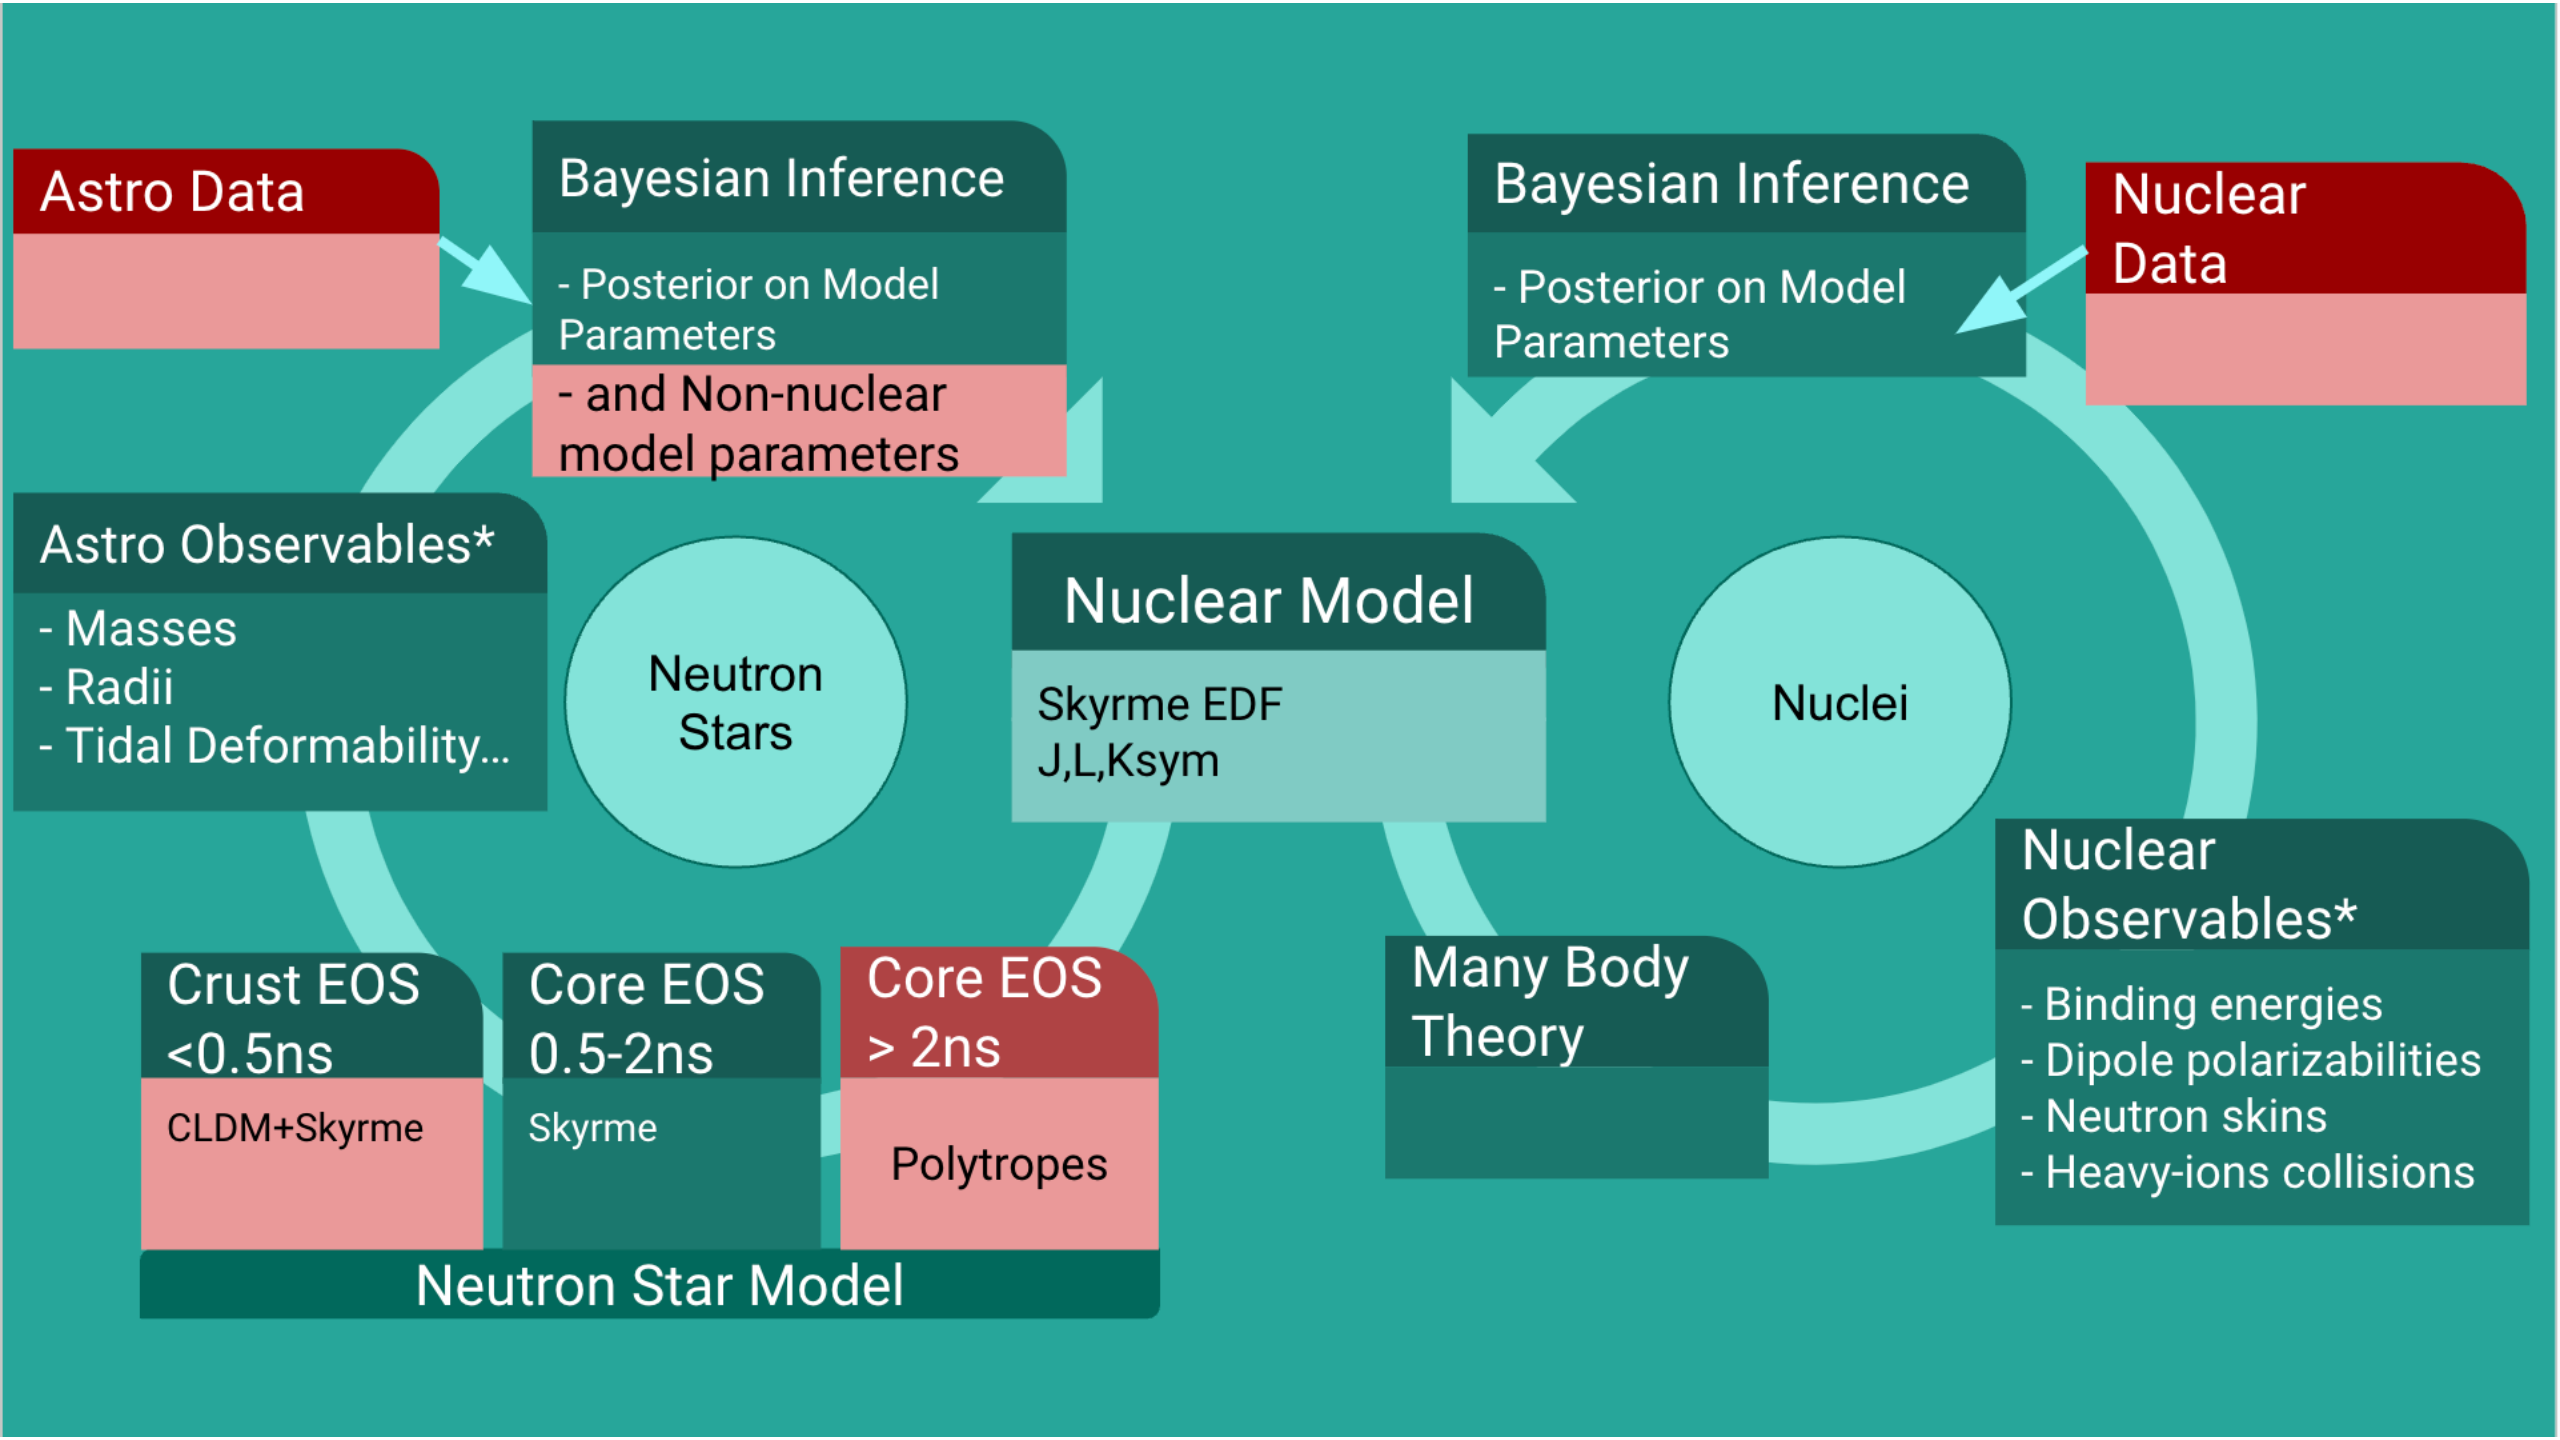 Astro Data
Bayesian Inference
- Posterior on Model
Parameters
- and Non-nuclear
model parameters
Bayesian Inference
- Posterior on Model
Parameters
Nuclear
Data
Astro Observables*
- Masses
- Radii
- Tidal Deformability...
Neutron
Stars
Nuclear Model
Skyrme EDF
J,L,Ksym
Nuclei
Crust EOS
<0.5ns
CLDM+Skyrme
Core EOS
0.5-2ns
Skyrme
Core EOS
> 2ns
Polytropes
Neutron Star Model
Many Body
Theory
Nuclear
Observables*
- Binding energies
- Dipole polarizabilities
- Neutron skins
- Heavy-ions collisions